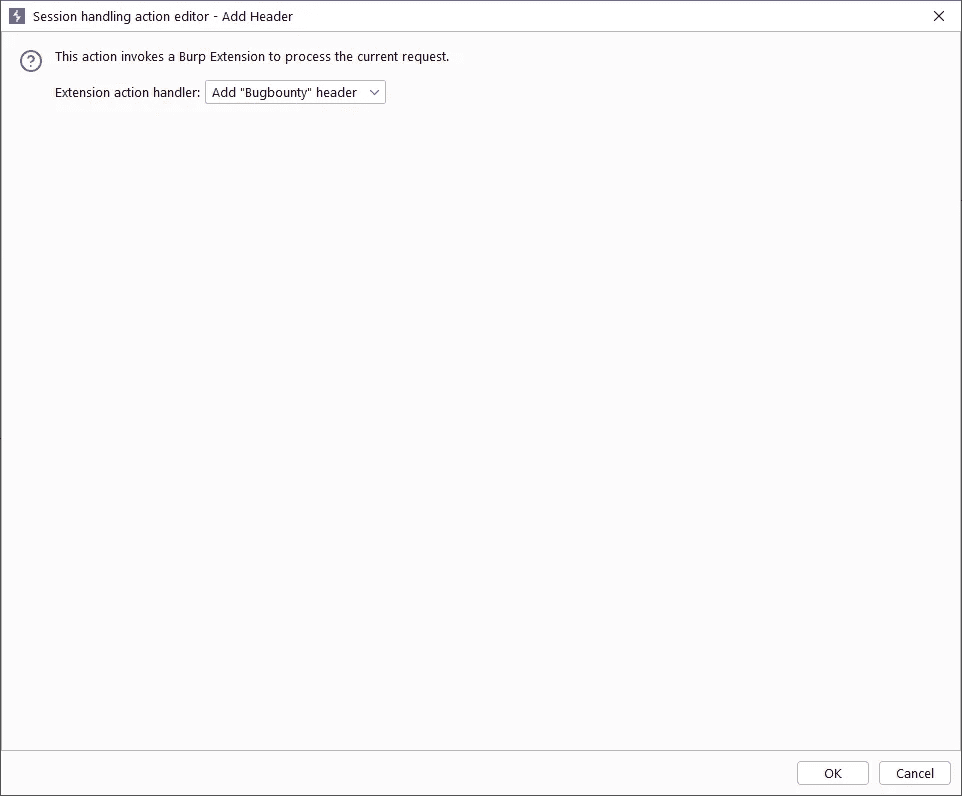 Session handling action editor - Add Header
This action invokes a Burp Extension to process the current request.
Extension action handler: Add "Bugbounty" header
OK Cancel